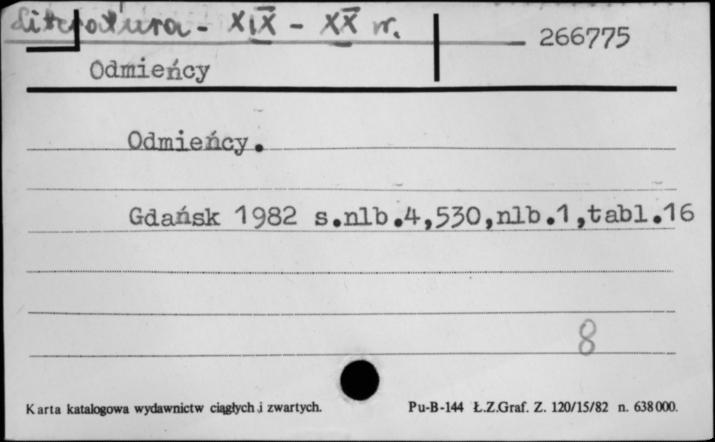 Literatura - XIX - XX w.
266775
Odmieńcy
Odmieńcy.
Gdańsk 1982 s.nlb.4,530,nlb.1,tabl.16
8
Karta katalogowa wydawnictw ciągłych i zwartych.
Pu-B-144 Ł.Z.Graf. Z. 120/15/82 n. 638000.